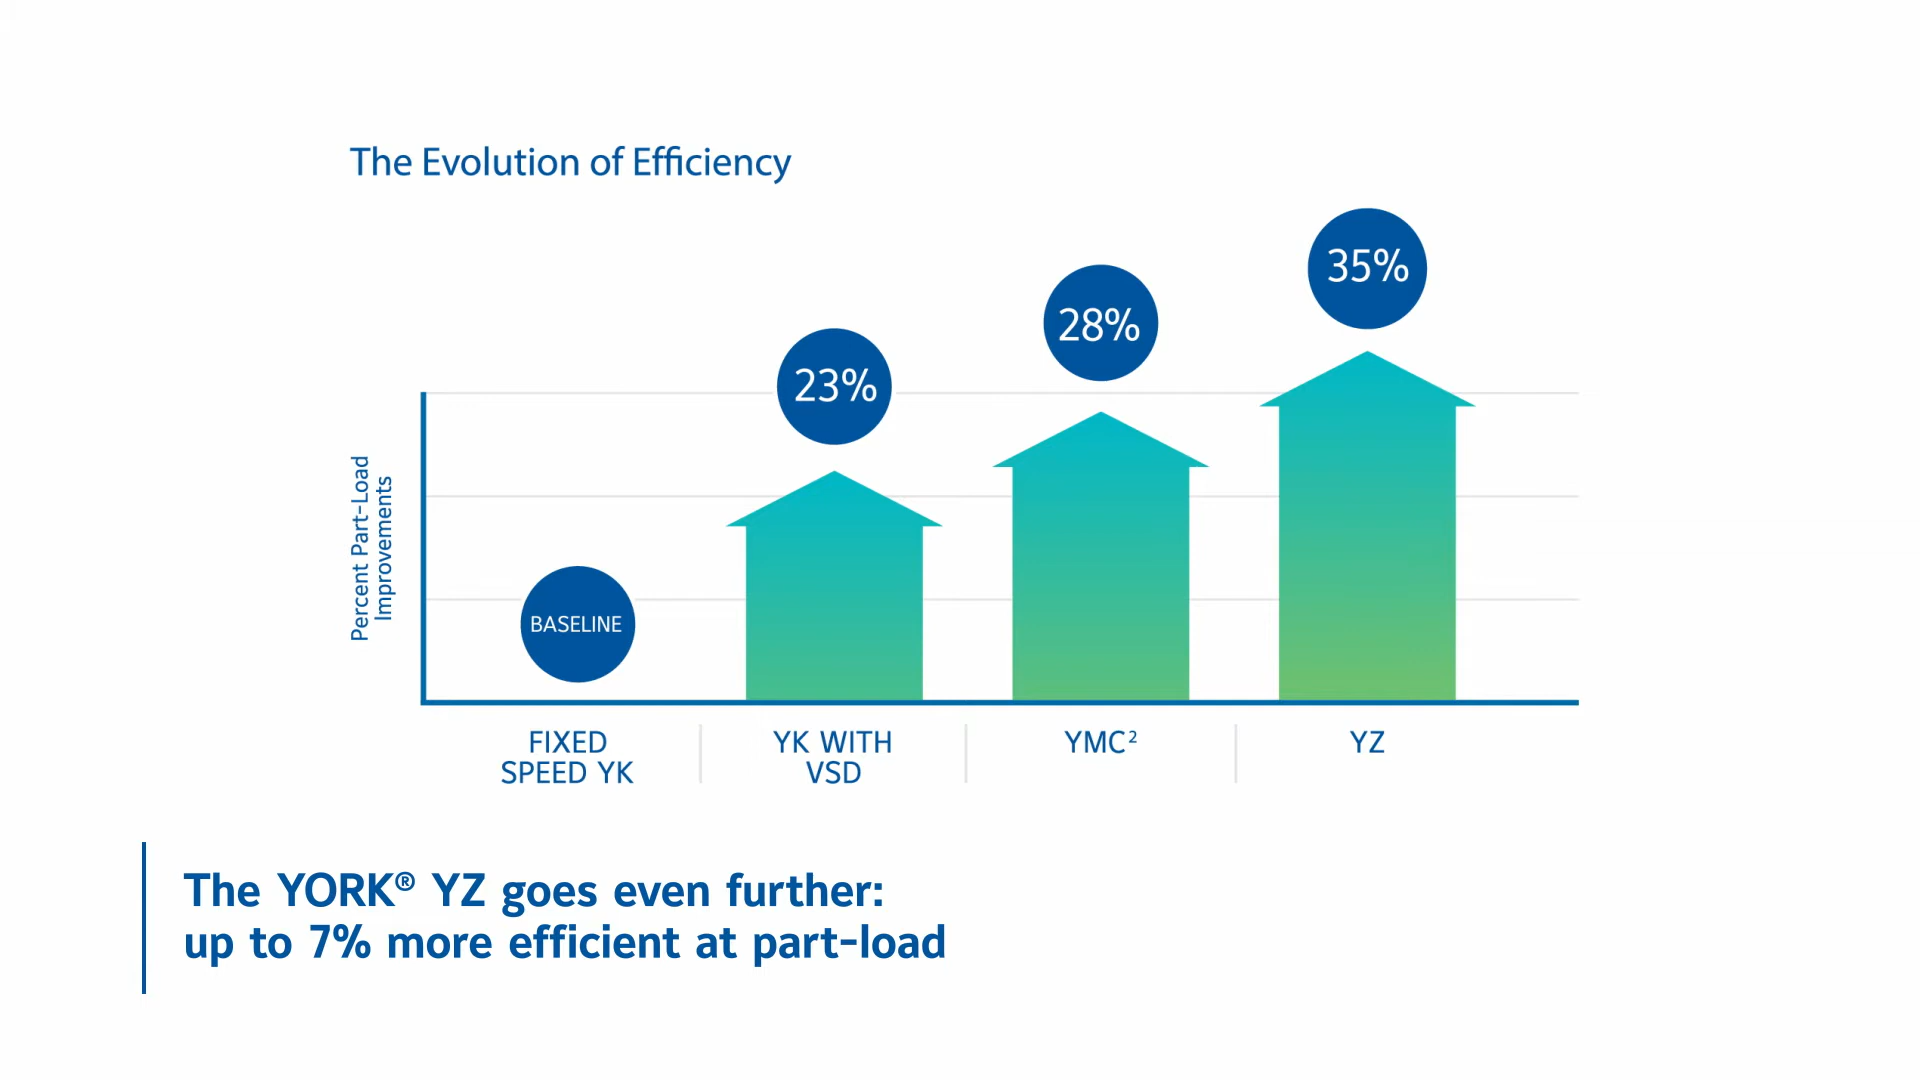 The Evolution of Efficiency
35%
28%
23%
Percent Part-Load
Improvements
BASELINE
FIXED
SPEED YK
YK WITH
VSD
YMC²
YZ
The YORK® YZ goes even further:
up to 7% more efficient at part-load